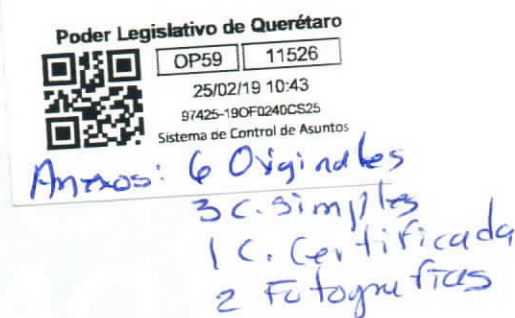 Poder Legislativo de Querétaro
OP59 11526
25/02/19 10:43
97425-19OF0240CS25
Sistema de Control de Asuntos
Anexos: 6 Originales
3 C. Simples
1 C. Certificada
2 Fotografias